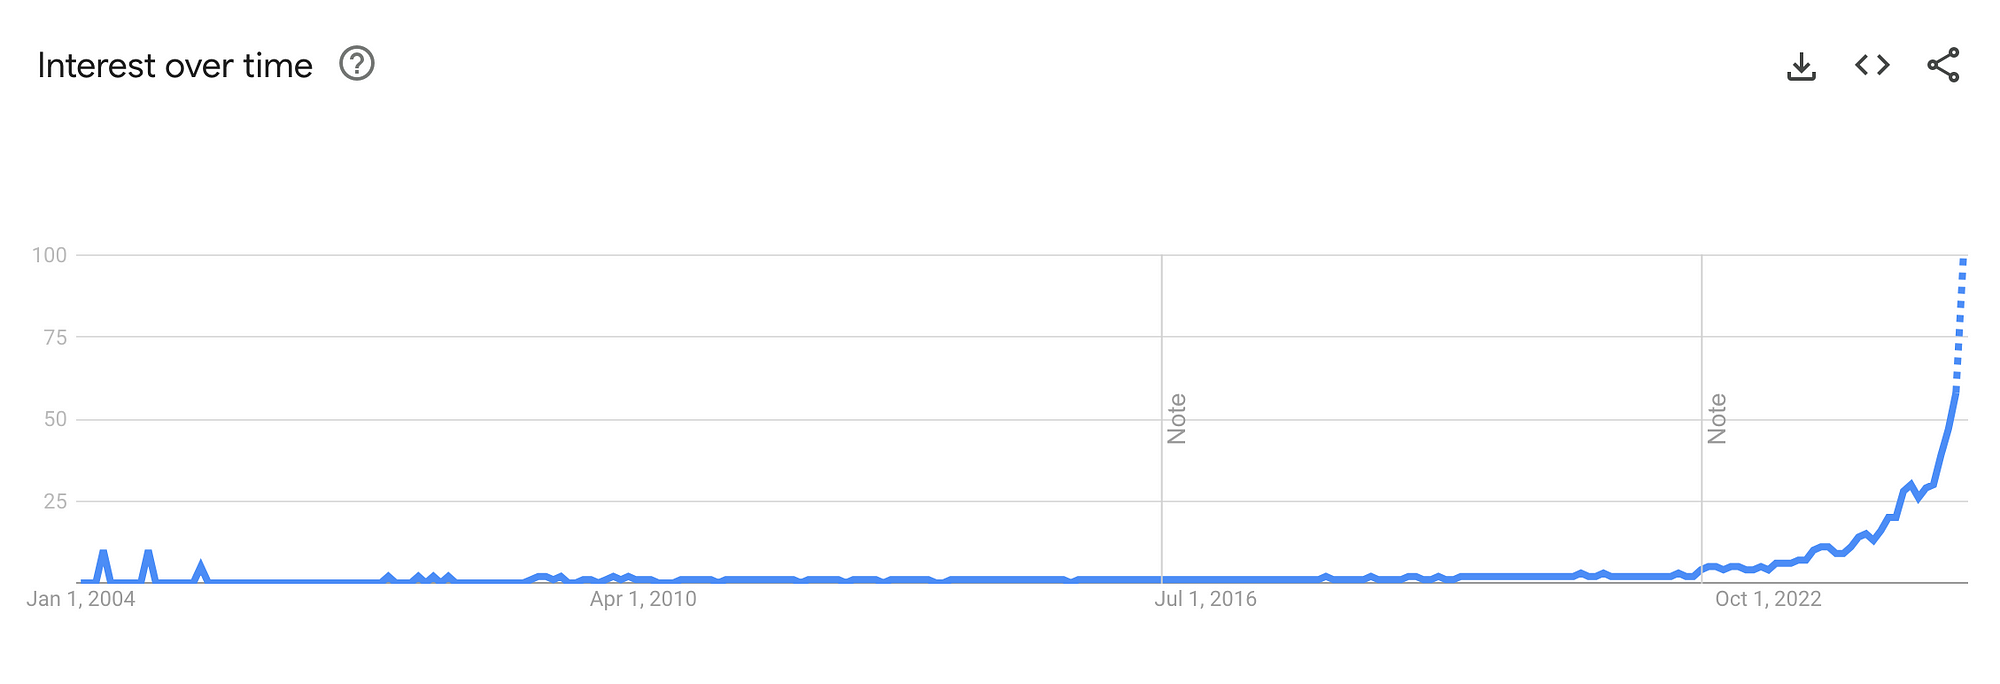 Interest over time
100
75
50
25
Note
Note
Jan 1, 2004
Apr 1, 2010
Jul 1, 2016
Oct 1, 2022